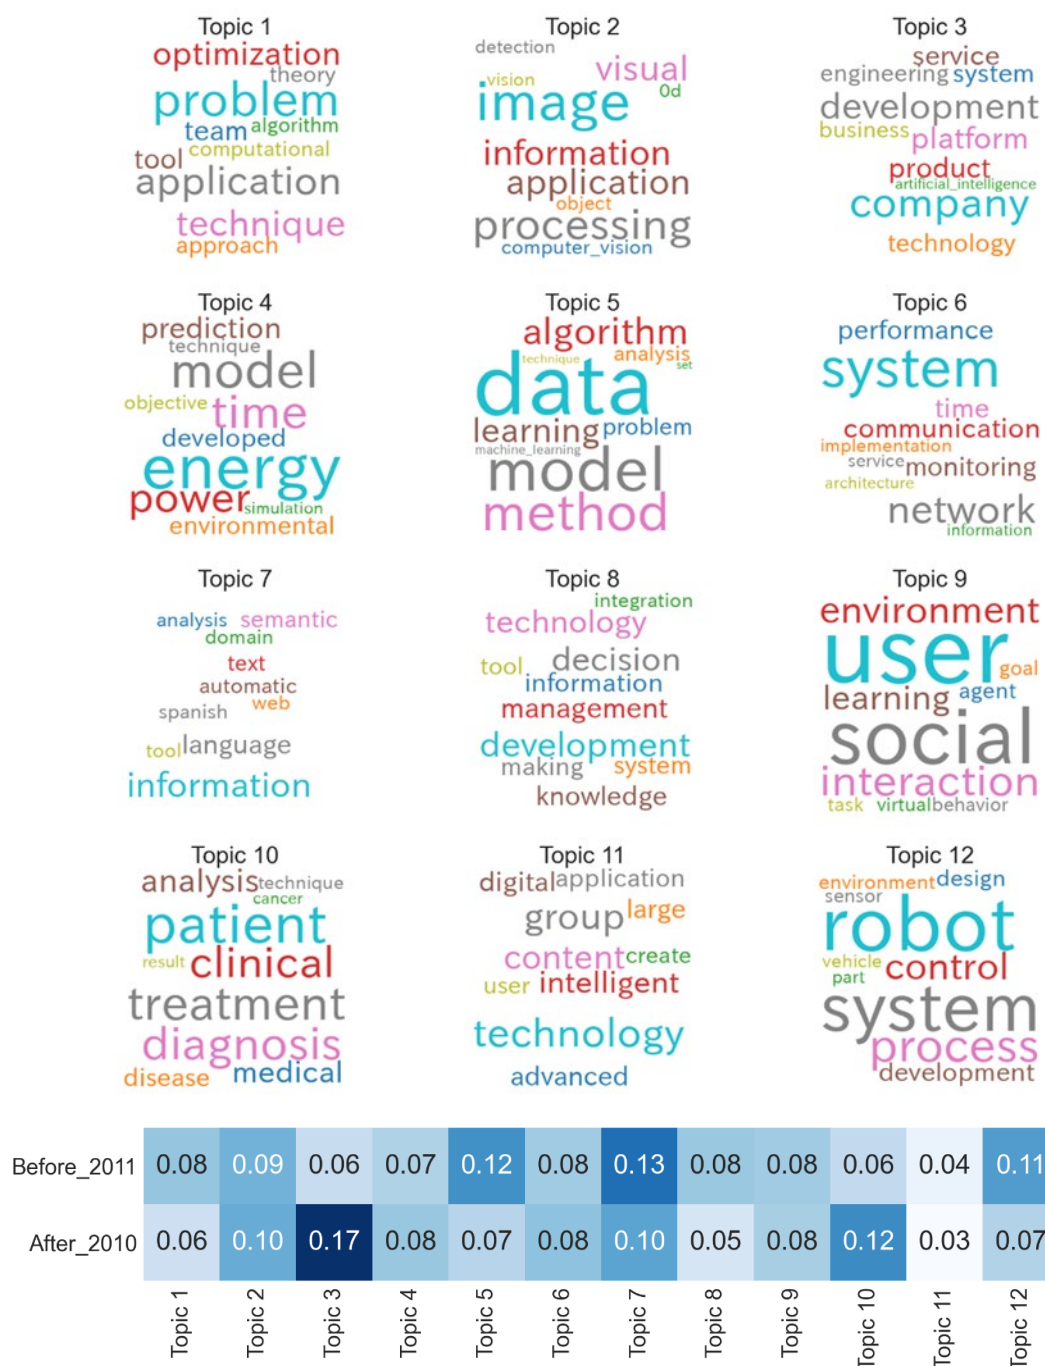 Topic 1
optimization
theory
problem
team algorithm
tool computational
application
technique
approach
Topic 2
detection
vision visual
0d
image
information
application
object
processing
computer_vision
Topic 3
service
engineering system
development
business platform
product
artificial_intelligence
company
technology
Topic 4
prediction
technique
model
objective time
developed
energy
power simulation
environmental
Topic 5
algorithm
technique analysis
set
data
learning problem
machine_learning
model
method
Topic 6
performance
system
time
communication
implementation
service monitoring
architecture
network
information
Topic 7
analysis semantic
domain
text
automatic
web
spanish
tool language
information
Topic 8
integration
technology
tool decision
information
management
development
making system
knowledge
Topic 9
environment
user
goal
learning agent
social
interaction
task virtual behavior
Topic 10
analysis technique
cancer
patient
result clinical
treatment
diagnosis
disease medical
Topic 11
digital application
group large
content create
user intelligent
technology
advanced
Topic 12
environment design
sensor
robot
vehicle control
part
system
process
development
Before_2011 0.08 0.09 0.06 0.07 0.12 0.08 0.13 0.08 0.08 0.06 0.04 0.11
After_2010 0.06 0.10 0.17 0.08 0.07 0.08 0.10 0.05 0.08 0.12 0.03 0.07
Topic 1 Topic 2 Topic 3 Topic 4 Topic 5 Topic 6 Topic 7 Topic 8 Topic 9 Topic 10 Topic 11 Topic 12